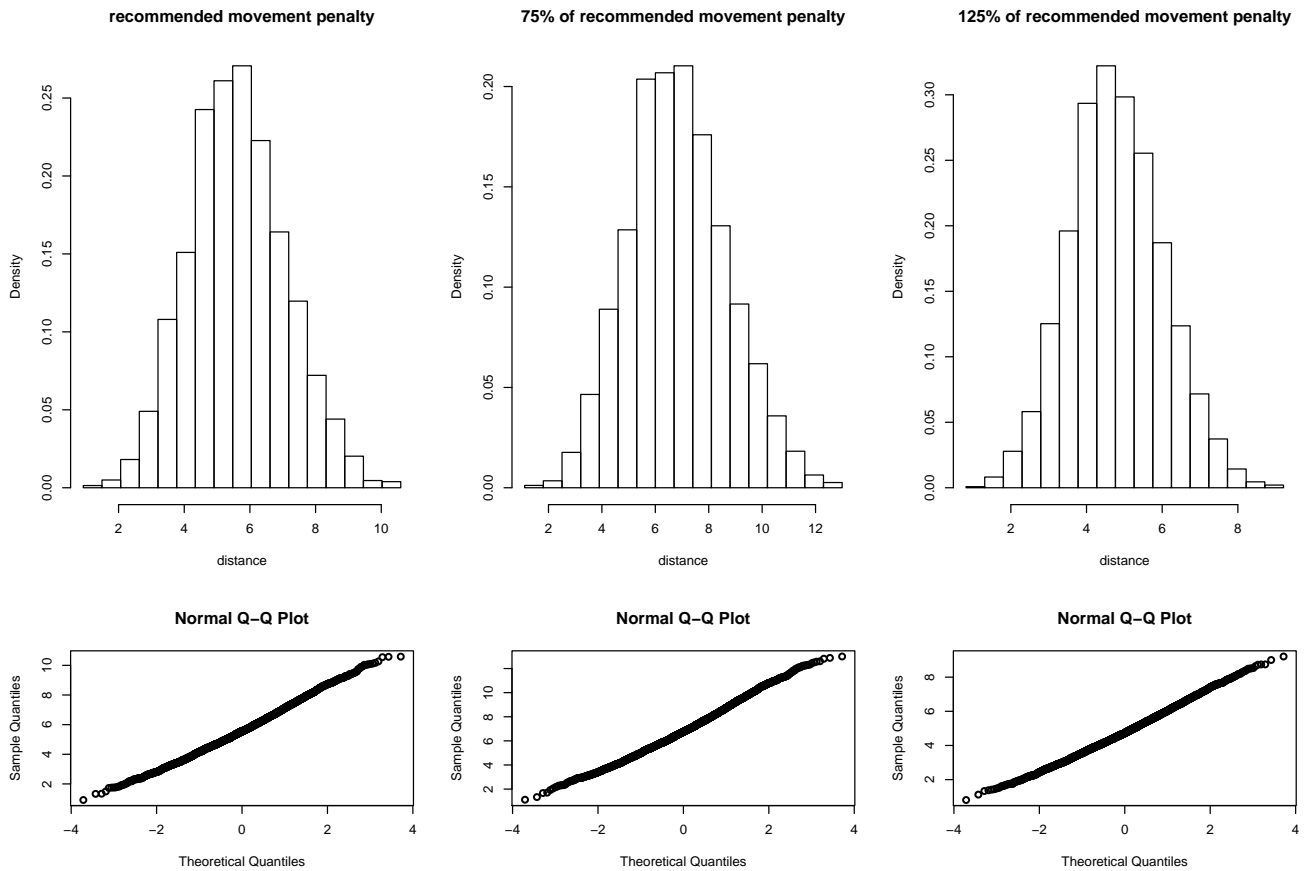 recommended movement penalty
Density
0.00 0.05 0.10 0.15 0.20 0.25
2 4 6 8 10
distance
75% of recommended movement penalty
Density
0.00 0.05 0.10 0.15 0.20
2 4 6 8 10 12
distance
125% of recommended movement penalty
Density
0.00 0.05 0.10 0.15 0.20 0.25 0.30
2 4 6 8
distance
Normal Q−Q Plot
Sample Quantiles
2 4 6 8 10
−4 −2 0 2 4
Theoretical Quantiles
Normal Q−Q Plot
Sample Quantiles
2 4 6 8 10
−4 −2 0 2 4
Theoretical Quantiles
Normal Q−Q Plot
Sample Quantiles
2 4 6 8
−4 −2 0 2 4
Theoretical Quantiles